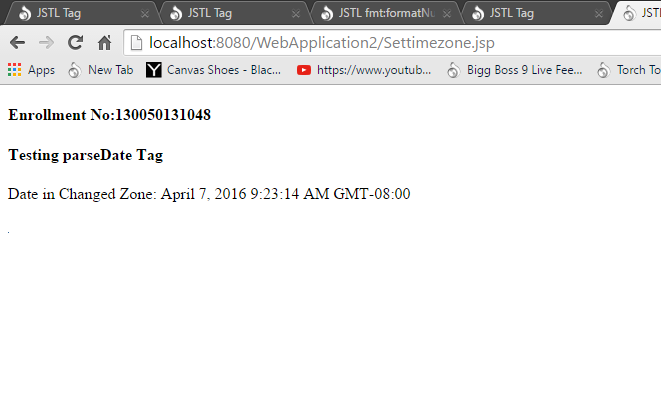 JSTL Tag
JSTL Tag
JSTL fmt:formatNu
JSTL Tag
JST
localhost:8080/WebApplication2/Settimezone.jsp
Apps
New Tab
Canvas Shoes - Blac...
https://www.youtub...
Bigg Boss 9 Live Fee...
Torch To
Enrollment No:130050131048
Testing parseDate Tag
Date in Changed Zone: April 7, 2016 9:23:14 AM GMT-08:00
.